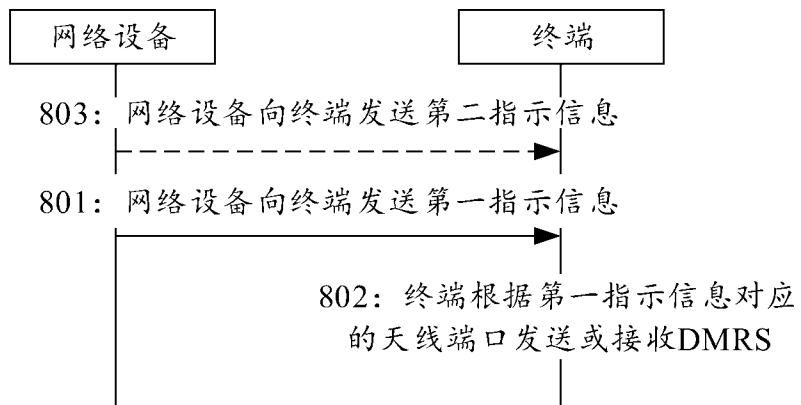 网络设备
终端
803：网络设备向终端发送第二指示信息
801：网络设备向终端发送第一指示信息
802：终端根据第一指示信息对应
的天线端口发送或接收DMRS